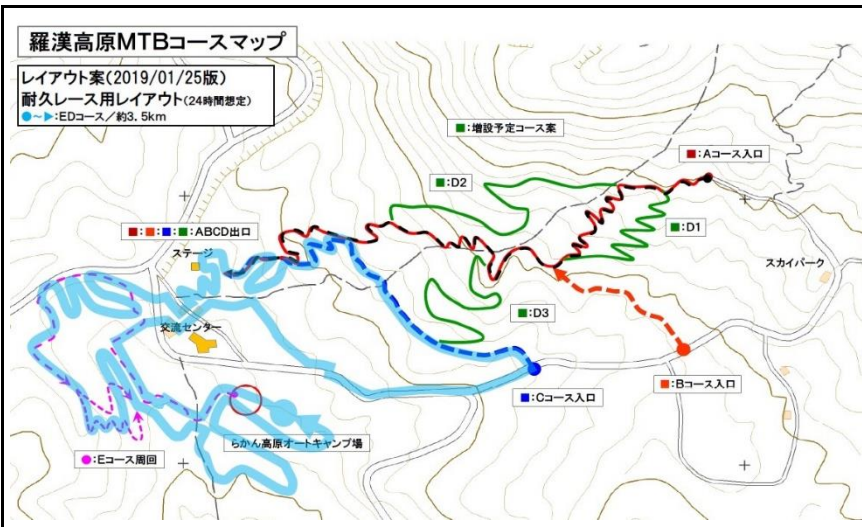 羅漢高原MTBコースマップ
レイアウト案(2019/01/25版)
耐久レース用レイアウト(24時間想定)
●~▶:EDコース/約3.5km
■:増設予定コース案
■:Aコース入口
■:D2
■:D1
■:■:■:■:ABCD出口
ステージ
スカイパーク
■:D3
交流センター
■:Bコース入口
■:Cコース入口
らかん高原オートキャンプ場
●:Eコース周回